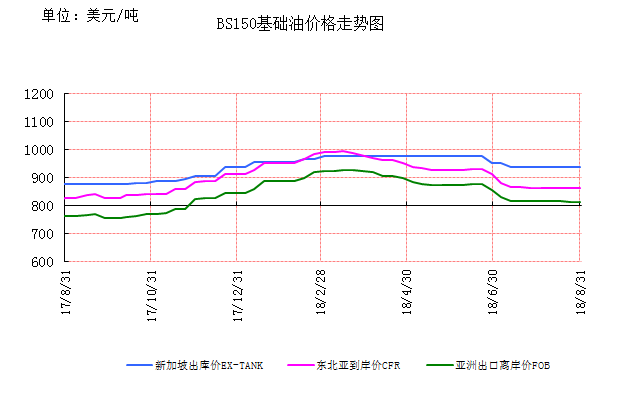 单位：美元/吨
BS150基础油价格走势图
1200
1100
1000
900
800
700
600
17/8/31
17/10/31
17/12/31
18/2/28
18/4/30
18/6/30
18/8/31
新加坡出库价EX-TANK
东北亚到岸价CFR
亚洲出口离岸价FOB